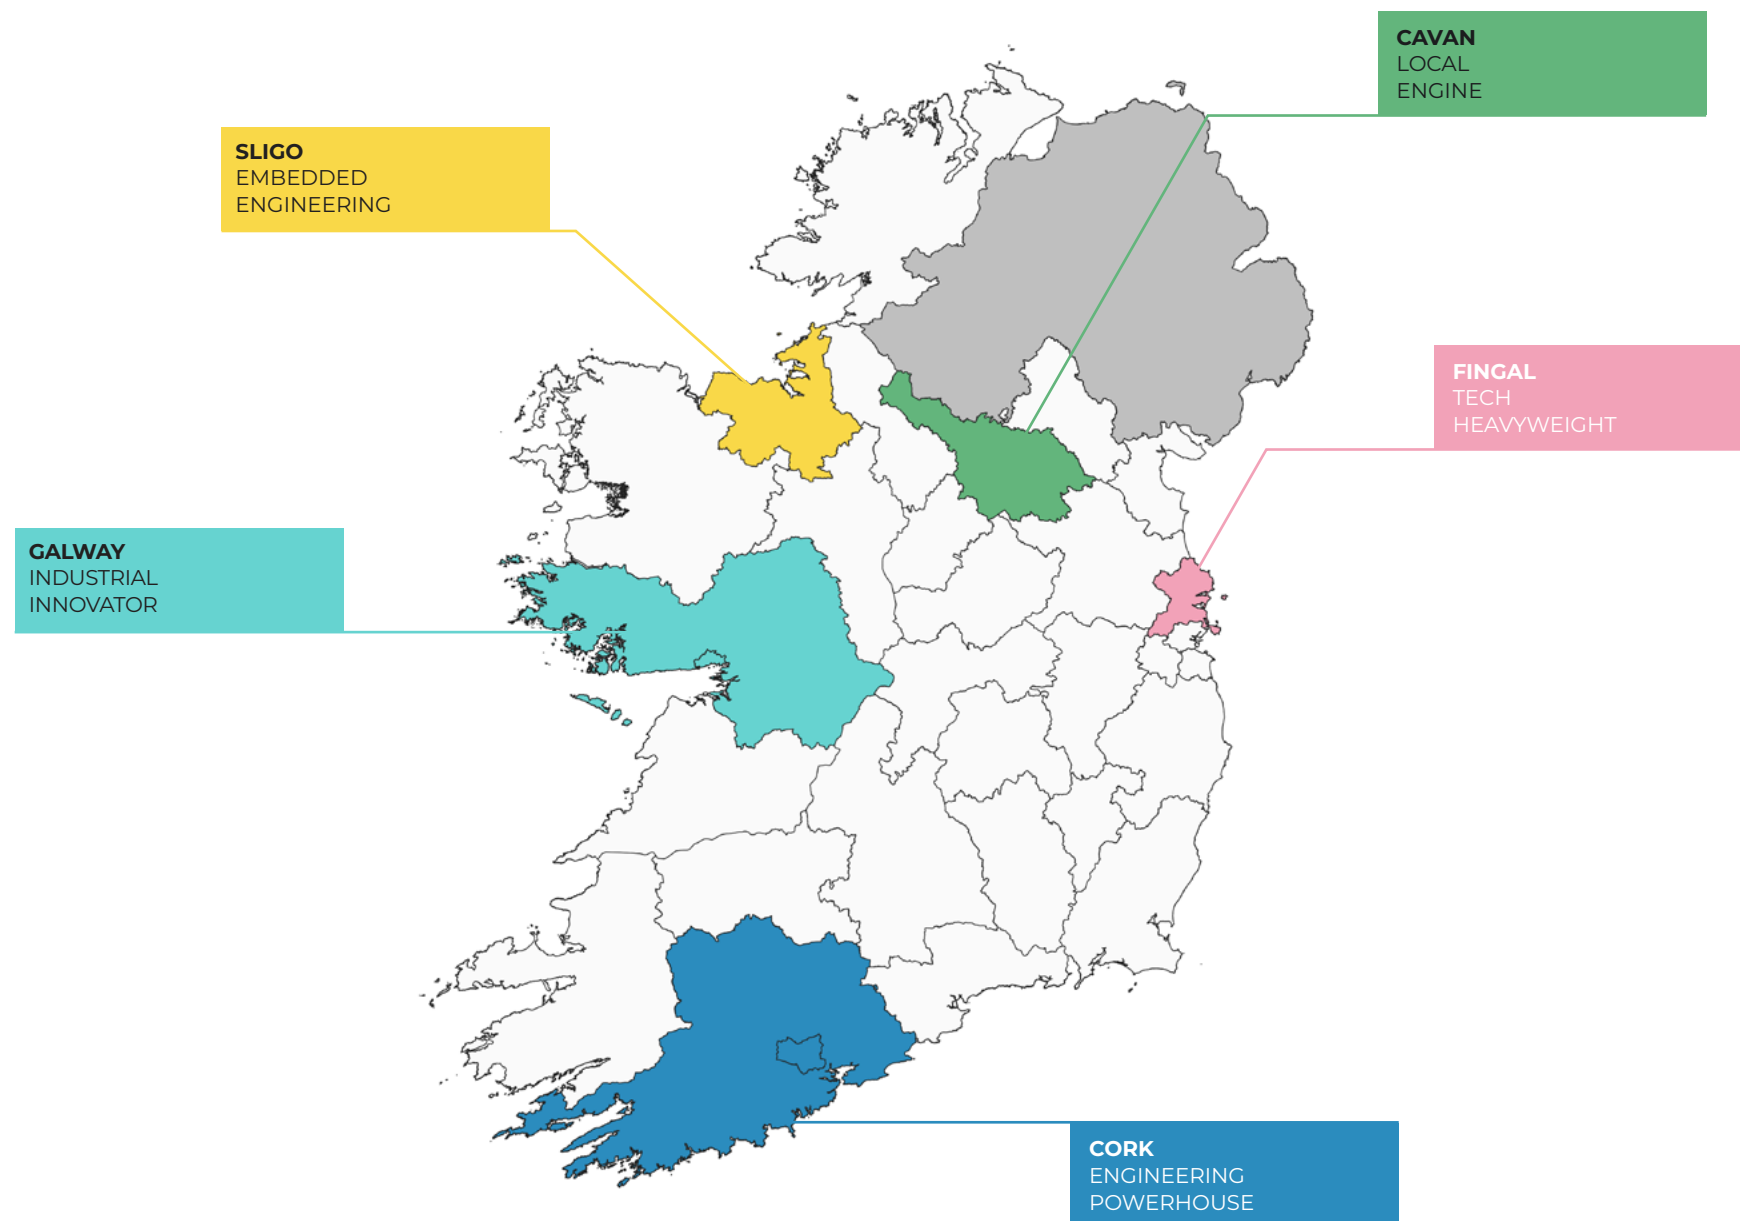 CAVAN
LOCAL
ENGINE
SLIGO
EMBEDDED
ENGINEERING
FINGAL
TECH
HEAVYWEIGHT
GALWAY
INDUSTRIAL
INNOVATOR
CORK
ENGINEERING
POWERHOUSE